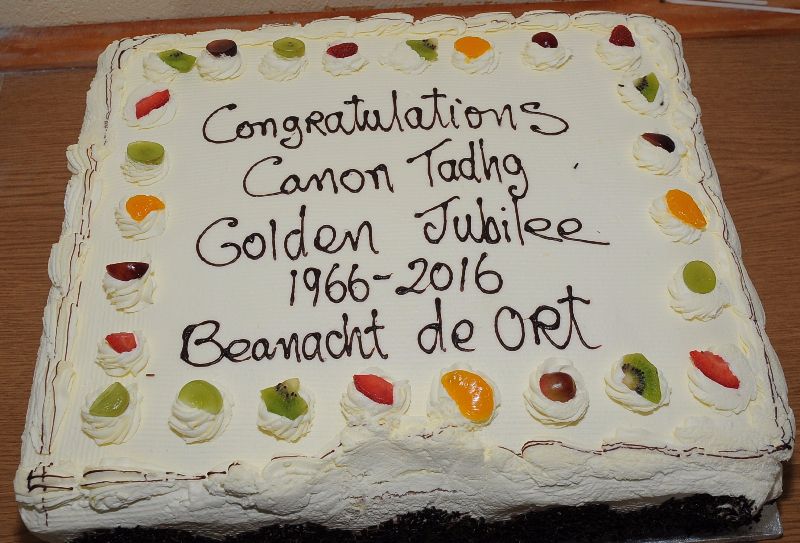 Congratulations
Canon Tadhg
Golden Jubilee
1966-2016
Beanacht de ORt